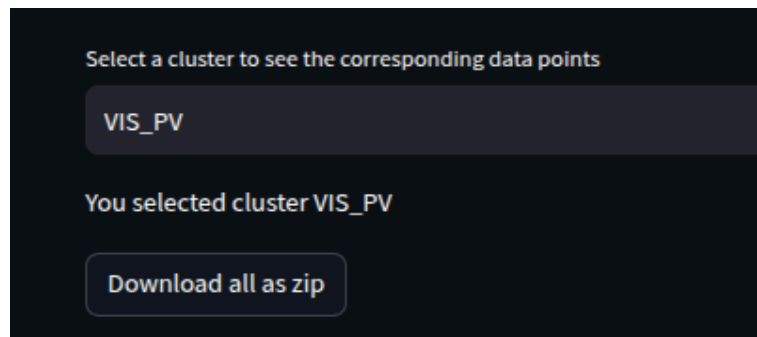 Select a cluster to see the corresponding data points
VIS_PV
You selected cluster VIS_PV
Download all as zip